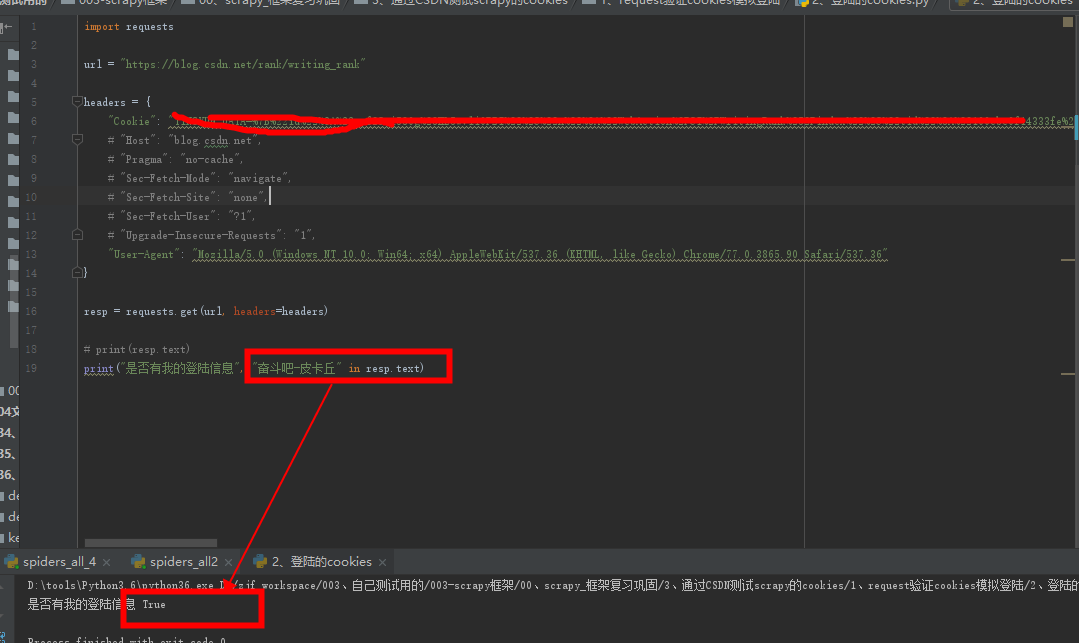 测试用的 003-scrapy框架 00、scrapy_框架复习巩固 3、通过CSDN测试scrapy的cookies 1、request验证cookies模拟登陆 2、登陆的cookies.py 2、登陆的cookies
1 import requests
2
3 url = "https://blog.csdn.net/rank/writing_rank"
4
5 headers = {
6 "Cookie":
7 # "Host": "blog.csdn.net",
8 # "Pragma": "no-cache",
9 # "Sec-Fetch-Mode": "navigate",
10 # "Sec-Fetch-Site": "none",
11 # "Sec-Fetch-User": "?1",
12 # "Upgrade-Insecure-Requests": "1",
13 "User-Agent": "Mozilla/5.0 (Windows NT 10.0; Win64; x64) AppleWebKit/537.36 (KHTML, like Gecko) Chrome/77.0.3865.90 Safari/537.36"
14 }
15
16 resp = requests.get(url, headers=headers)
17
18 # print(resp.text)
19 print("是否有我的登陆信息", "奋斗吧-皮卡丘" in resp.text)
00
04文
34、
35、
36、
de
de
ke
spiders_all_4 spiders_all2 2、登陆的cookies
D:\tools\Python3.6\python36.exe workspace/003、自己测试用的/003-scrapy框架/00、scrapy_框架复习巩固/3、通过CSDN测试scrapy的cookies/1、request验证cookies模拟登陆/2、登陆的
是否有我的登陆信息 True
Process finished with exit code 0